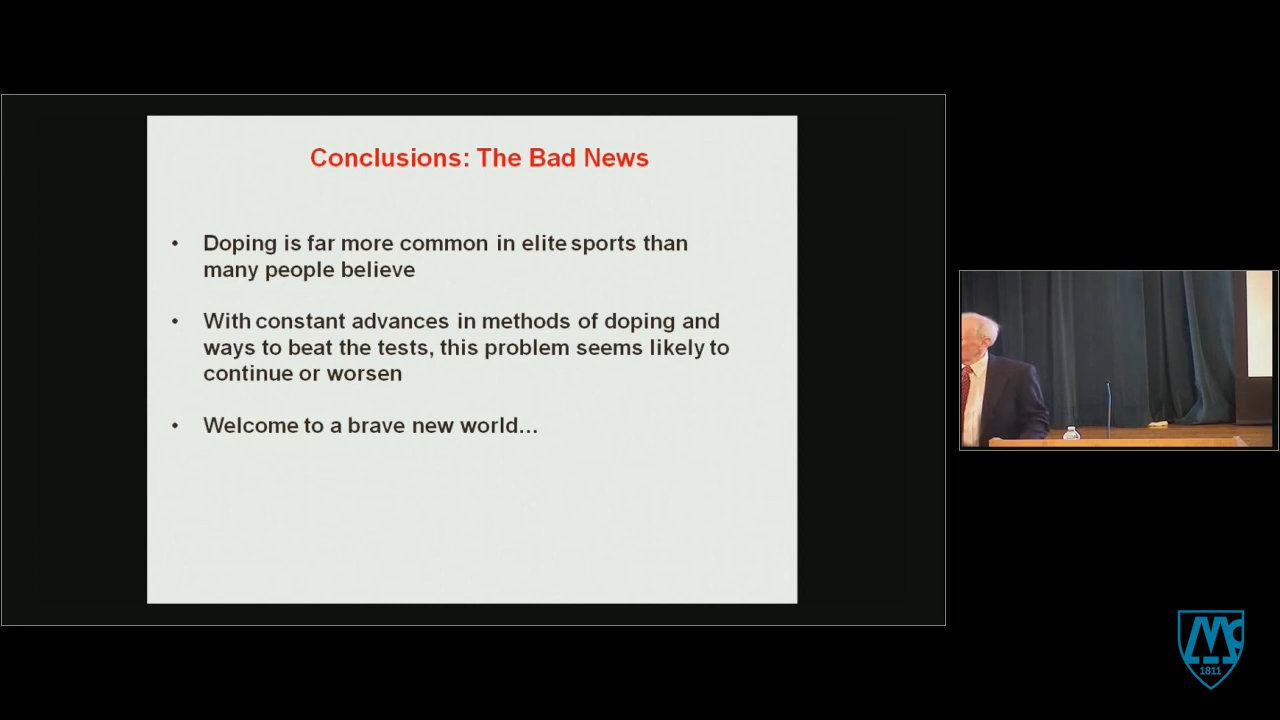 Conclusions: The Bad News
• Doping is far more common in elite sports than
many people believe
• With constant advances in methods of doping and
ways to beat the tests, this problem seems likely to
continue or worsen
• Welcome to a brave new world...
Mc
1811